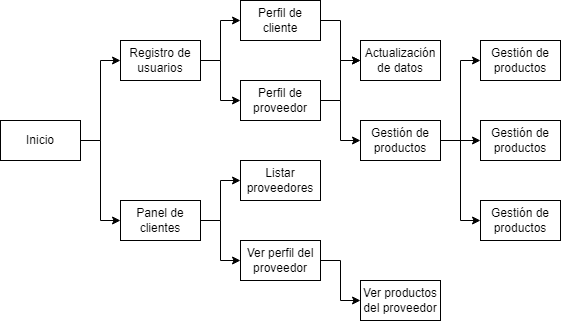 Perfil de
cliente
Registro de
usuarios
Actualización
de datos
Gestión de
productos
Perfil de
proveedor
Inicio
Gestión de
productos
Gestión de
productos
Listar
proveedores
Panel de
clientes
Gestión de
productos
Ver perfil del
proveedor
Ver productos
del proveedor